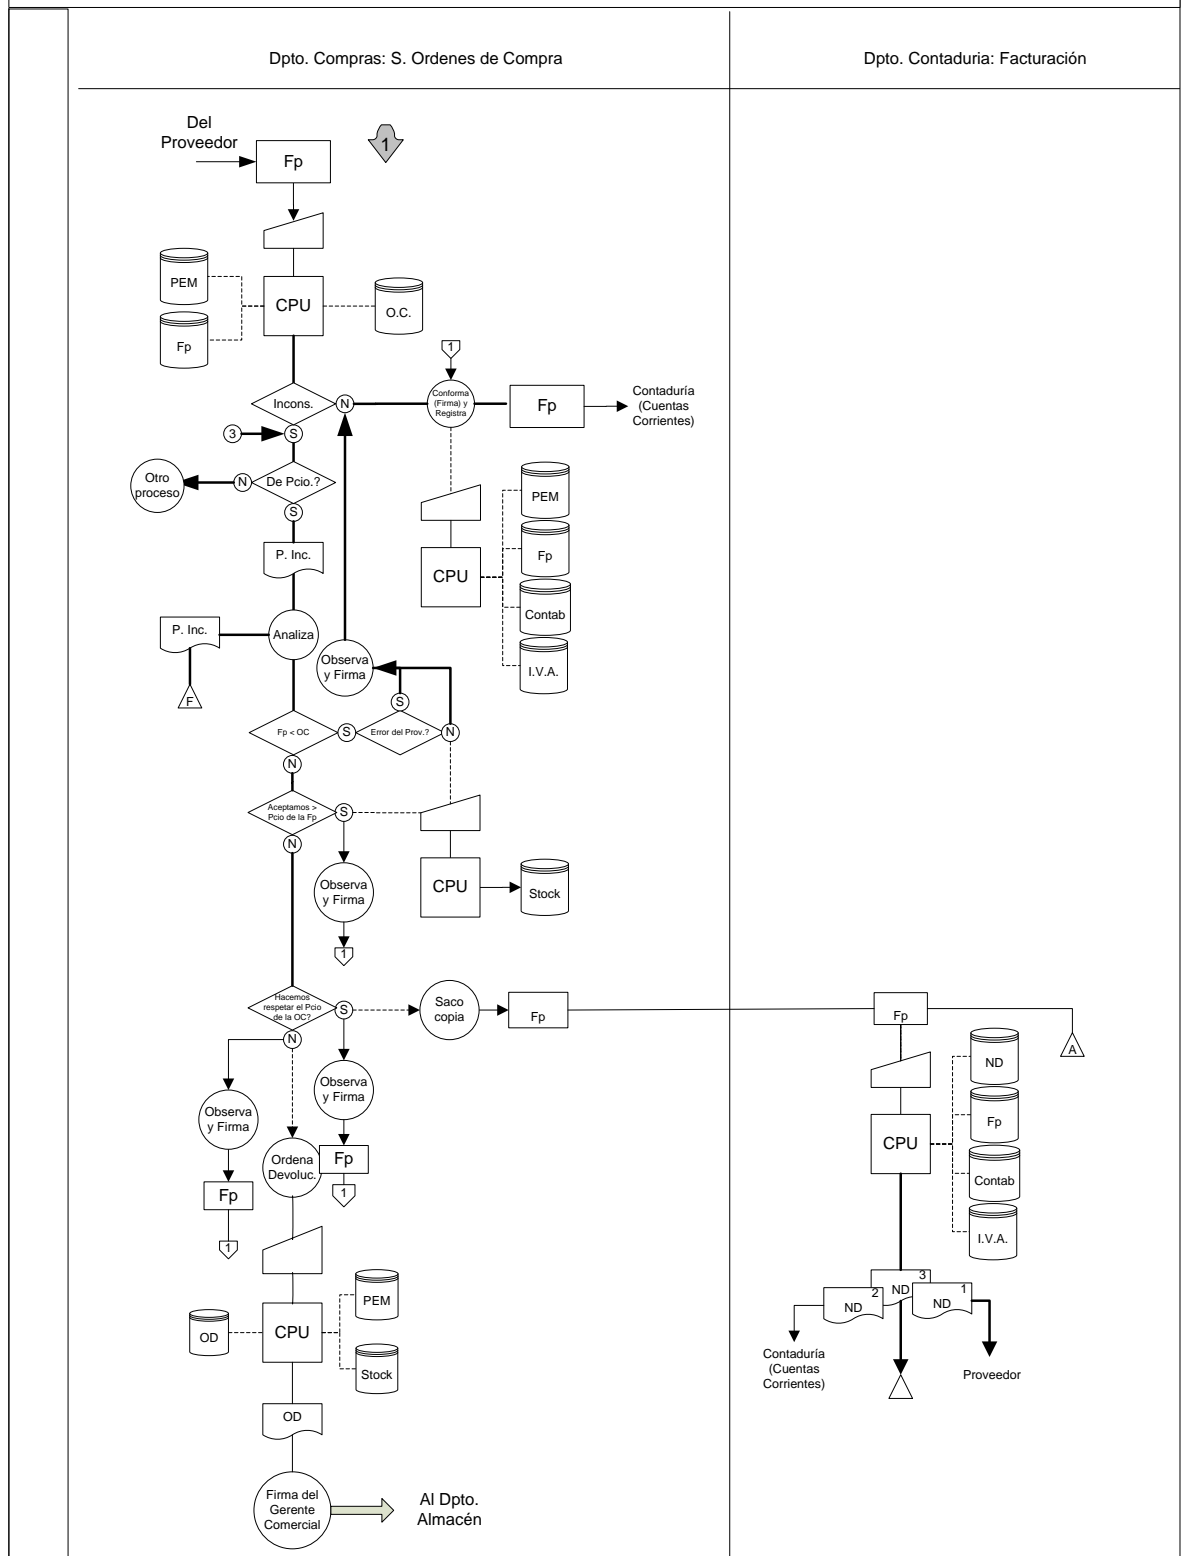 Dpto. Compras: S. Ordenes de Compra
Dpto. Contaduria: Facturación
Del
Proveedor
Fp
1
PEM
Fp
CPU
O.C.
1
Incons.
N
Conforma
(Firma) y
Registra
Fp
Contaduría
(Cuentas
Corrientes)
3
S
Otro
proceso
N
De Pcio.?
S
PEM
P. Inc.
Fp
CPU
Contab
P. Inc.
Analiza
Observa
y Firma
I.V.A.
F
S
Fp < OC
S
Error del Prov.?
N
N
Aceptamos >
Pcio de la Fp
S
N
Observa
y Firma
CPU
Stock
1
Hacemos
respetar el Pcio
de la OC?
S
Saco
copia
Fp
Fp
A
N
ND
Observa
y Firma
Observa
y Firma
Fp
CPU
Ordena
Devoluc.
Fp
Contab
Fp
1
1
I.V.A.
3
ND
2
ND
1
ND
PEM
OD
CPU
Stock
Contaduría
(Cuentas
Corrientes)
Proveedor
OD
Firma del
Gerente
Comercial
Al Dpto.
Almacén